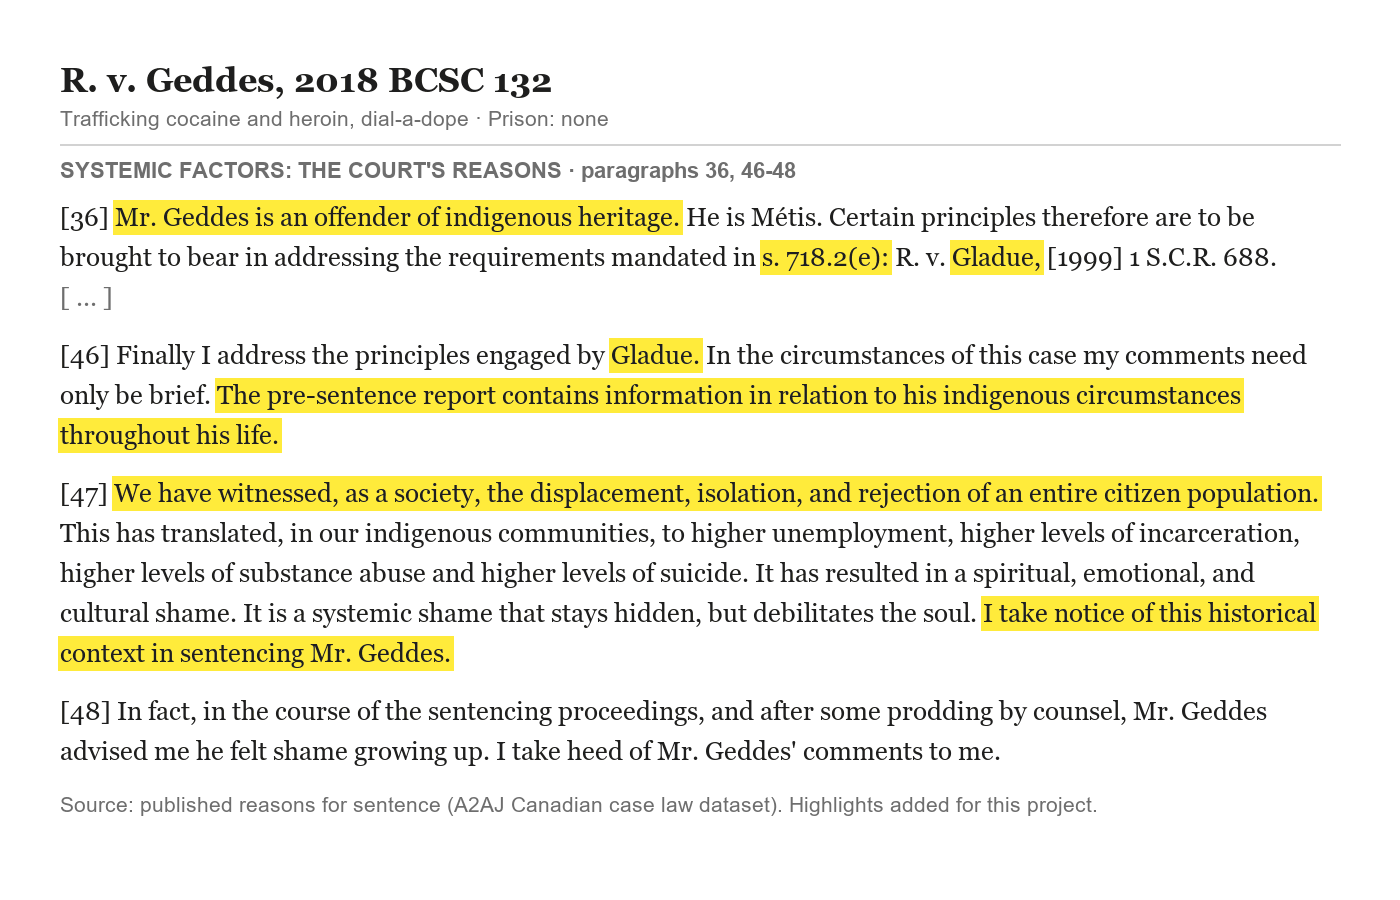 R. v. Geddes, 2018 BCSC 132
Trafficking cocaine and heroin, dial-a-dope · Prison: none
SYSTEMIC FACTORS: THE COURT'S REASONS · paragraphs 36, 46-48
[36] Mr. Geddes is an offender of indigenous heritage. He is Métis. Certain principles therefore are to be
brought to bear in addressing the requirements mandated in s. 718.2(e): R. v. Gladue, [1999] 1 S.C.R. 688.
[ ... ]
[46] Finally I address the principles engaged by Gladue. In the circumstances of this case my comments need
only be brief. The pre-sentence report contains information in relation to his indigenous circumstances
throughout his life.
[47] We have witnessed, as a society, the displacement, isolation, and rejection of an entire citizen population.
This has translated, in our indigenous communities, to higher unemployment, higher levels of incarceration,
higher levels of substance abuse and higher levels of suicide. It has resulted in a spiritual, emotional, and
cultural shame. It is a systemic shame that stays hidden, but debilitates the soul. I take notice of this historical
context in sentencing Mr. Geddes.
[48] In fact, in the course of the sentencing proceedings, and after some prodding by counsel, Mr. Geddes
advised me he felt shame growing up. I take heed of Mr. Geddes' comments to me.
Source: published reasons for sentence (A2AJ Canadian case law dataset). Highlights added for this project.